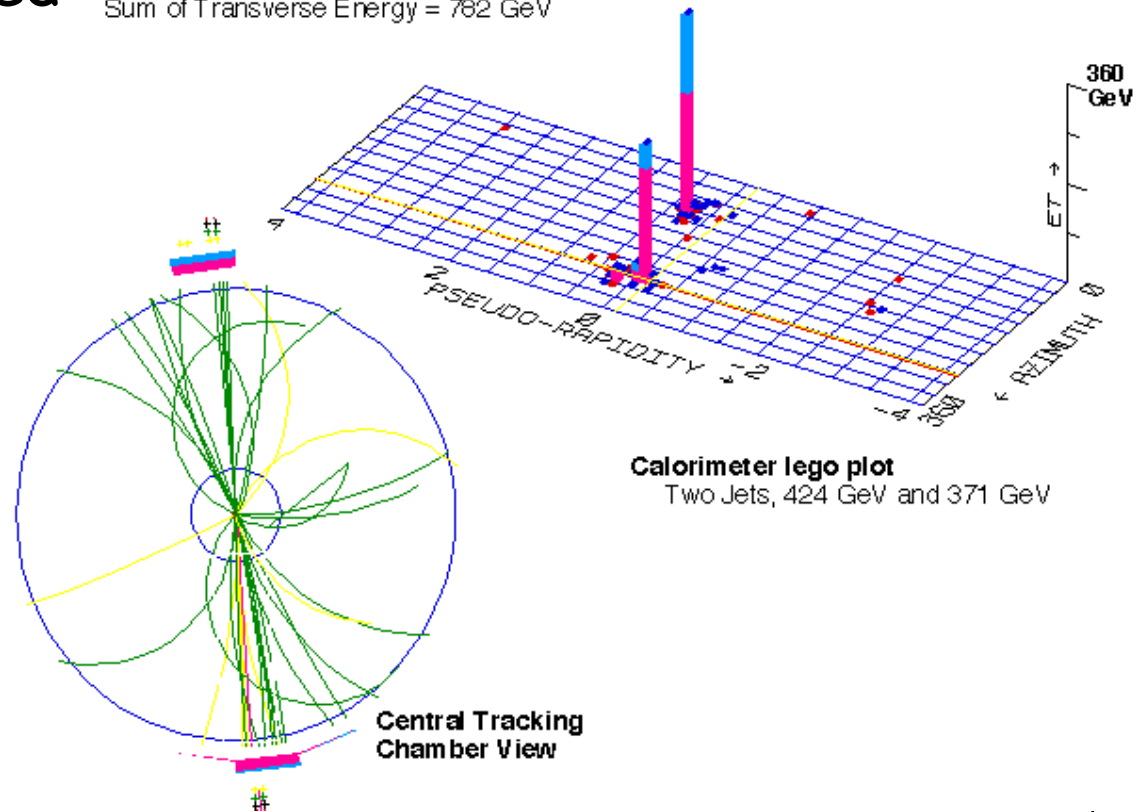 Sum of Transverse Energy = 782 GeV
360
GeV
ET →
4
2
PSEUDO-RAPIDITY
0
-2
-4
360
← AZIMUTH
0
Calorimeter lego plot
Two Jets, 424 GeV and 371 GeV
Central Tracking
Chamber View